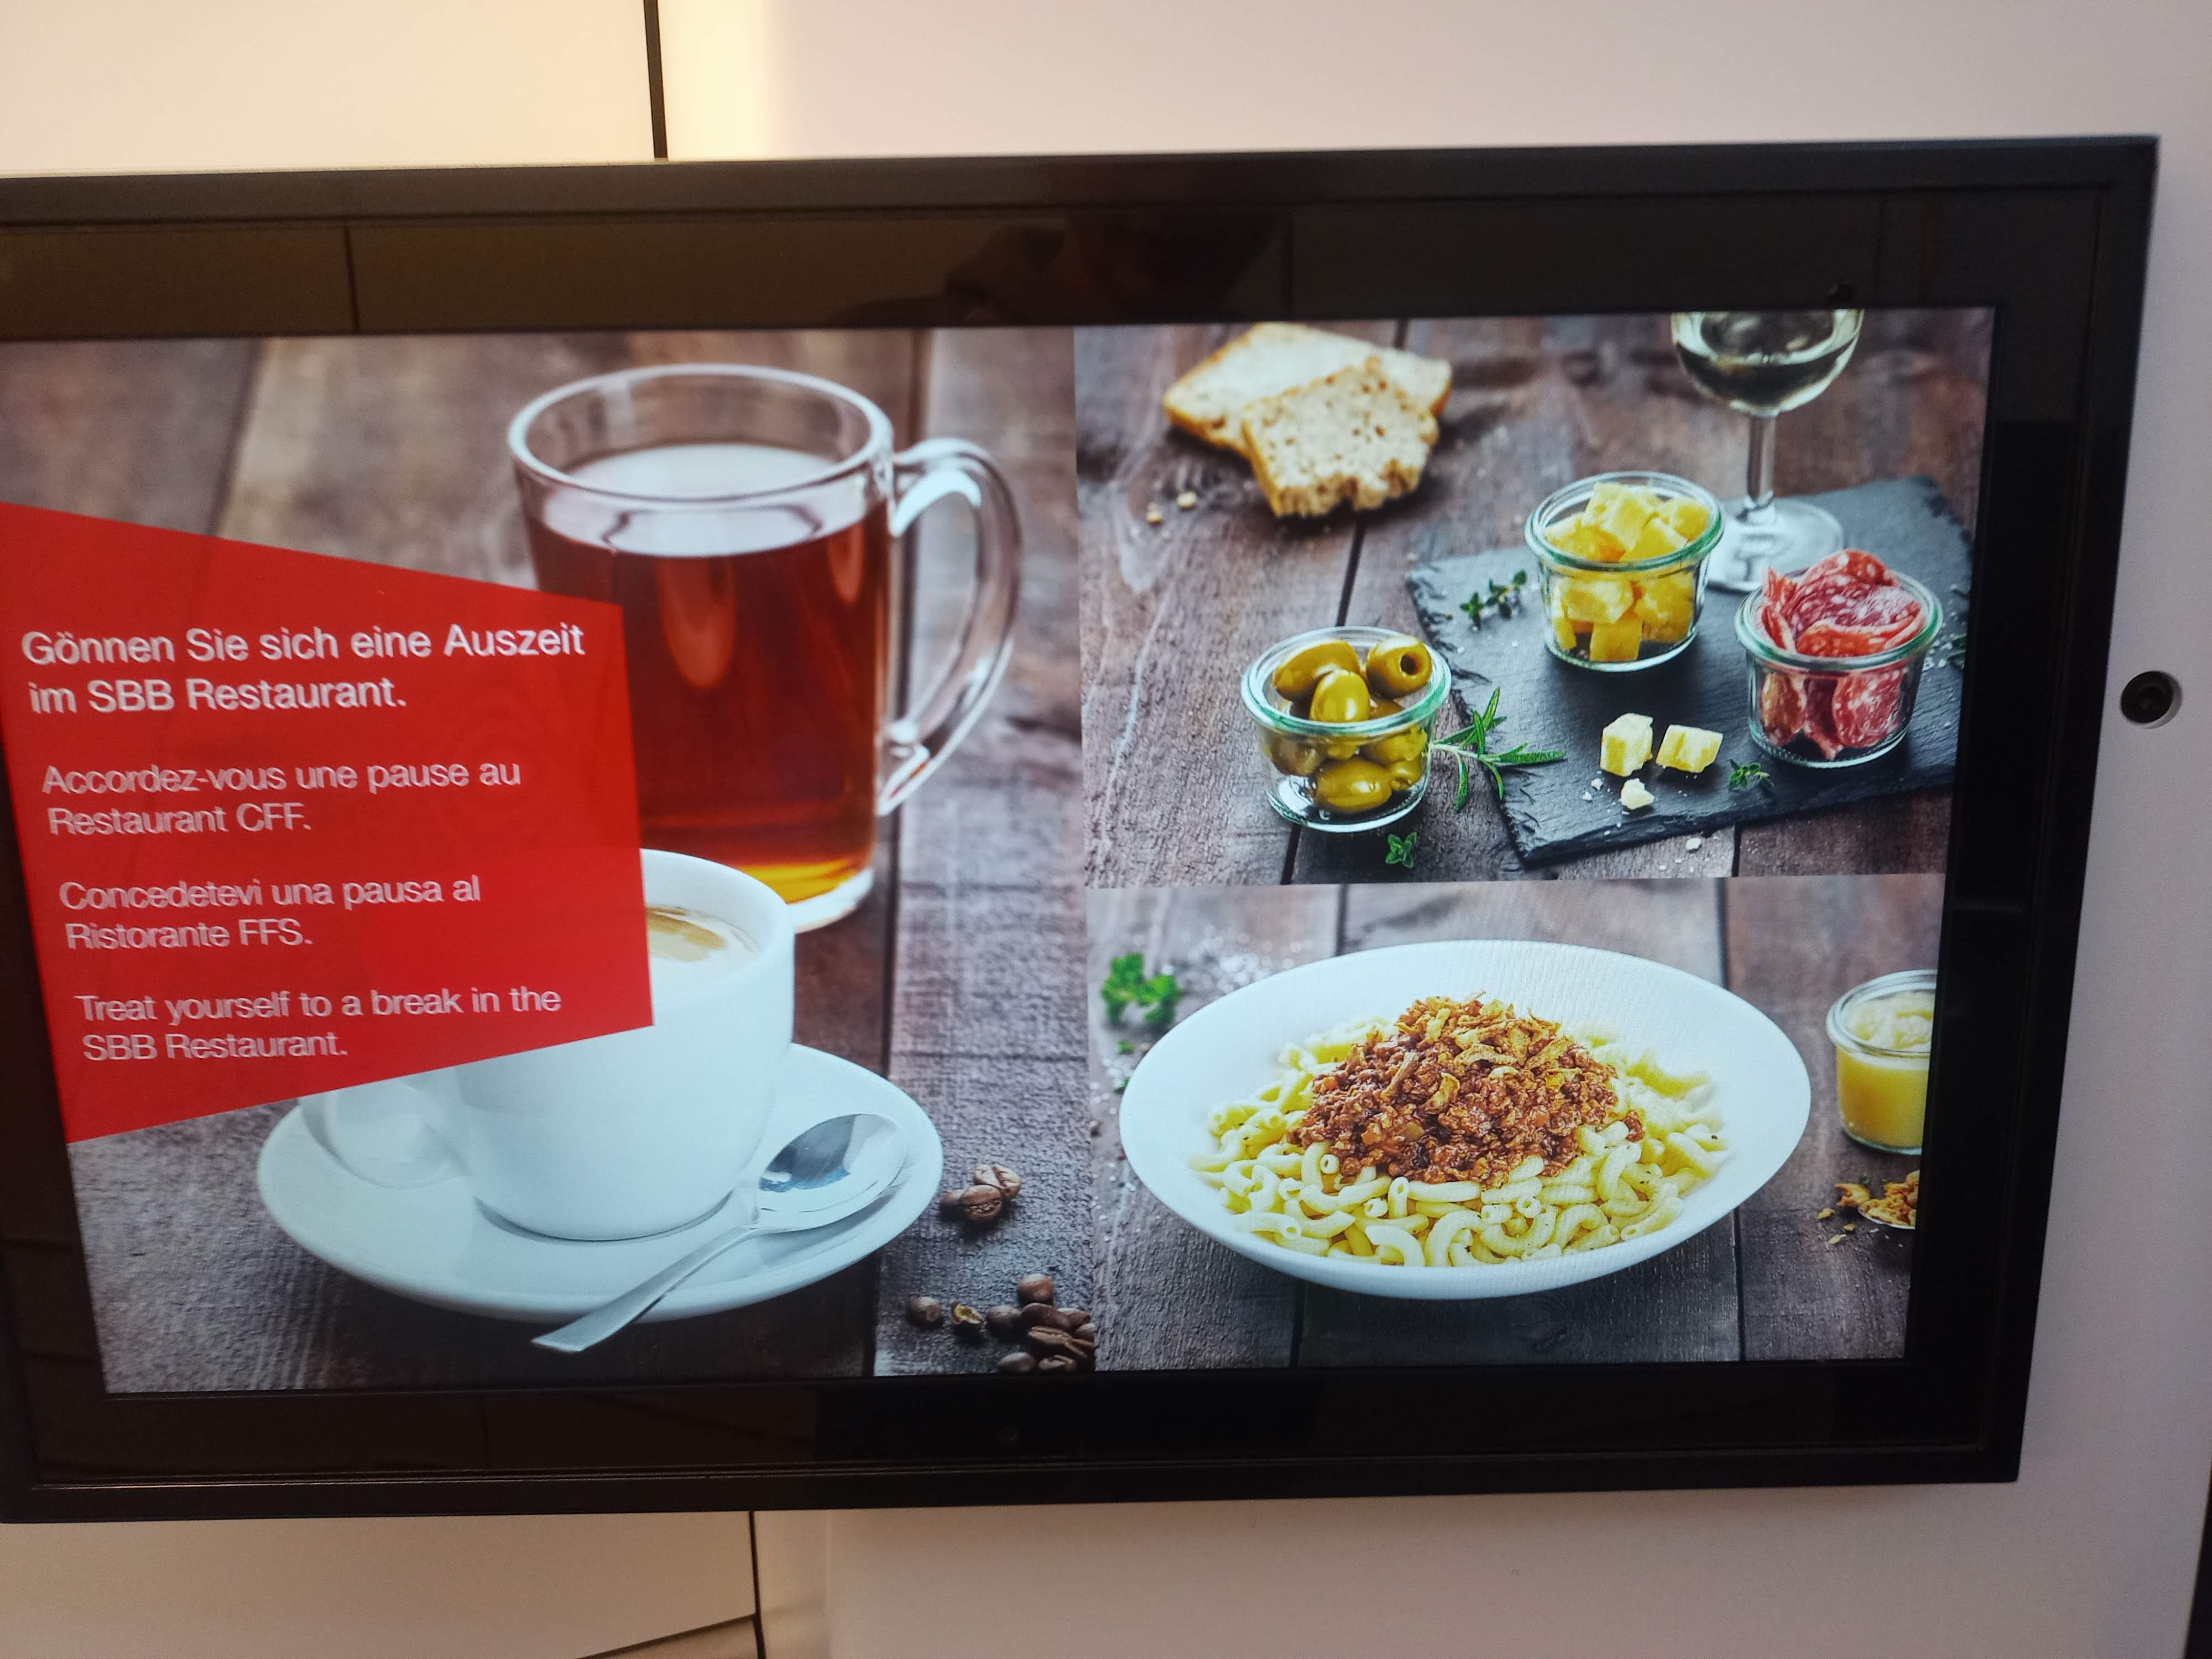 Gönnen Sie sich eine Auszeit
im SBB Restaurant.
Accordez-vous une pause au
Restaurant CFF.
Concedetevi una pausa al
Ristorante FFS.
Treat yourself to a break in the
SBB Restaurant.